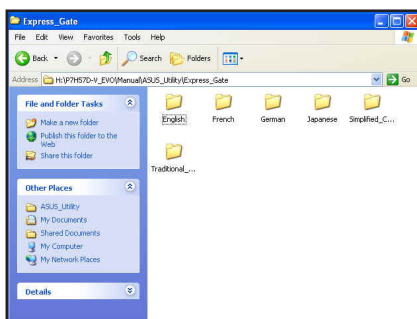 Express_Gate
File Edit View Favorites Tools Help
Back Search Folders
Address H:\P7H57D-V_EVO\Manual\ASUS_Utility\Express_Gate Go
File and Folder Tasks
Make a new folder
Publish this folder to the
Web
Share this folder
Other Places
ASUS_Utility
My Documents
Shared Documents
My Computer
My Network Places
Details
English French German Japanese Simplified_C...
Traditional_...